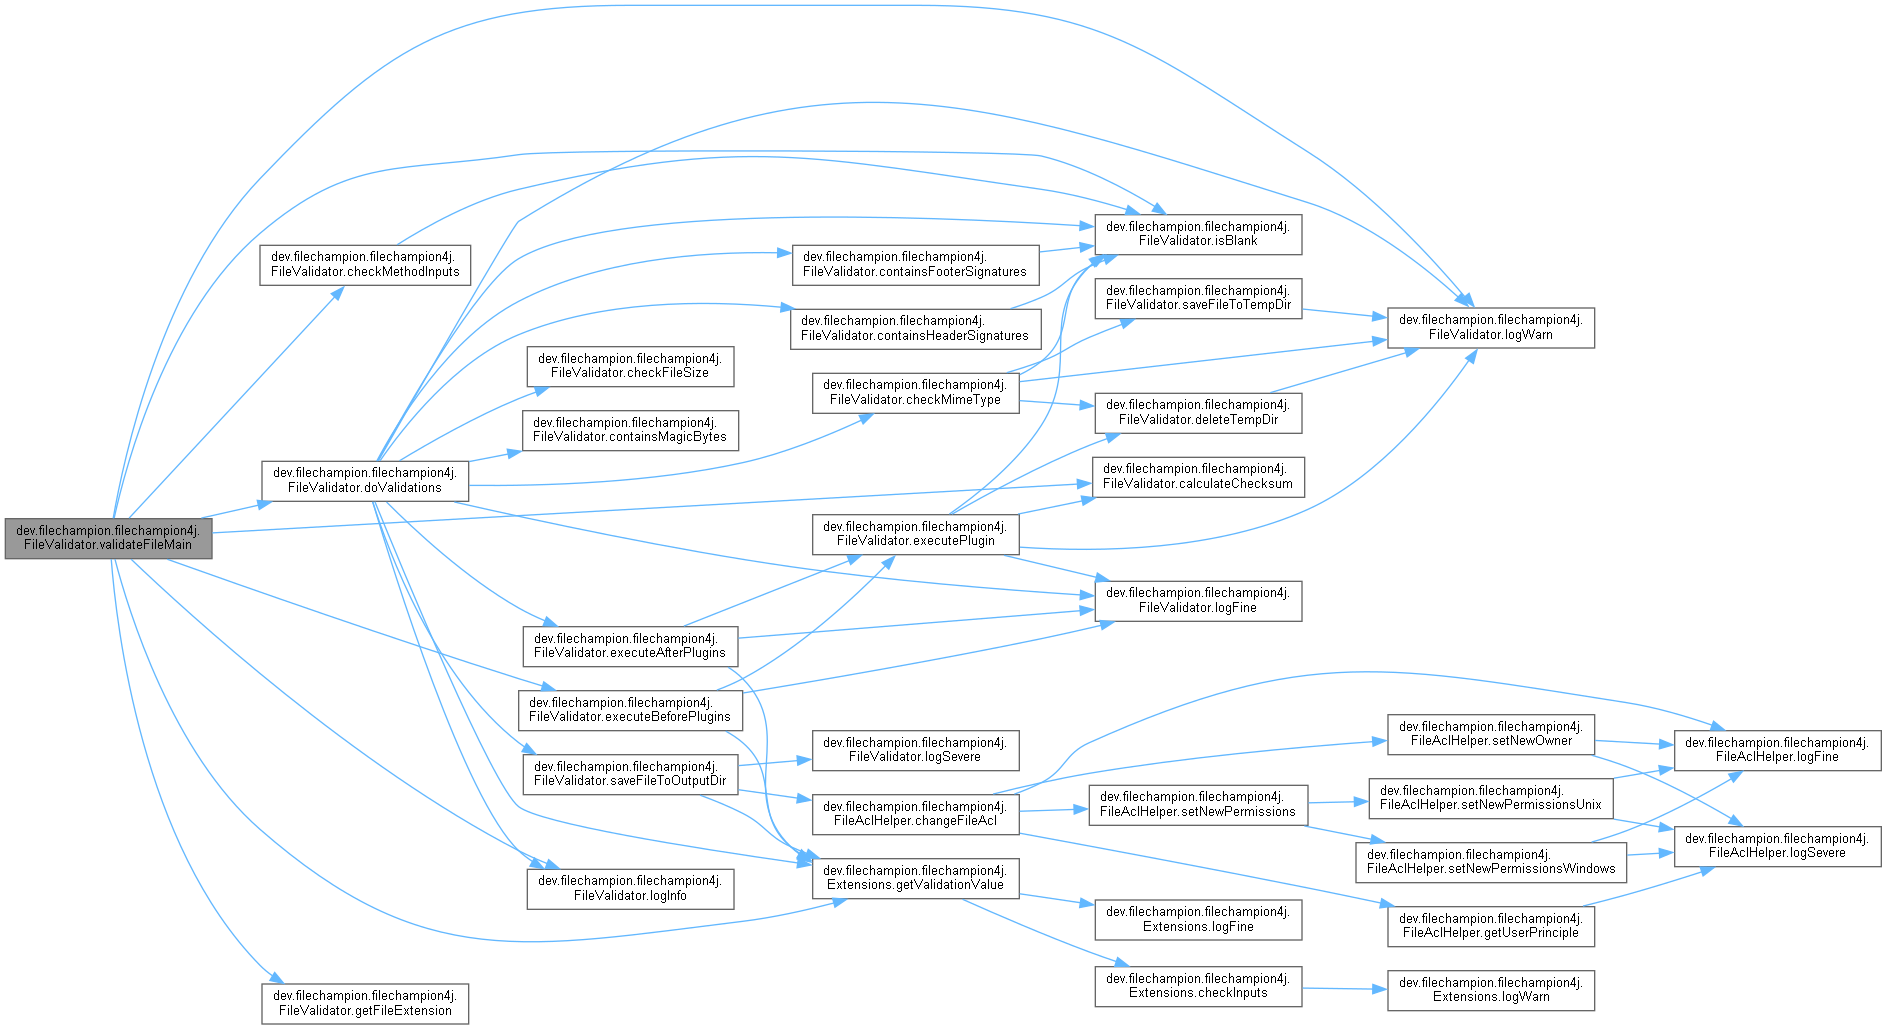 dev.filechampion.filechampion4j.
FileValidator.validateFileMain
dev.filechampion.filechampion4j.
FileValidator.checkMethodInputs
dev.filechampion.filechampion4j.
FileValidator.doValidations
dev.filechampion.filechampion4j.
FileValidator.getFileExtension
dev.filechampion.filechampion4j.
FileValidator.checkFileSize
dev.filechampion.filechampion4j.
FileValidator.containsMagicBytes
dev.filechampion.filechampion4j.
FileValidator.executeAfterPlugins
dev.filechampion.filechampion4j.
FileValidator.executeBeforePlugins
dev.filechampion.filechampion4j.
FileValidator.saveFileToOutputDir
dev.filechampion.filechampion4j.
FileValidator.logInfo
dev.filechampion.filechampion4j.
FileValidator.containsFooterSignatures
dev.filechampion.filechampion4j.
FileValidator.containsHeaderSignatures
dev.filechampion.filechampion4j.
FileValidator.checkMimeType
dev.filechampion.filechampion4j.
FileValidator.executePlugin
dev.filechampion.filechampion4j.
FileValidator.logSevere
dev.filechampion.filechampion4j.
FileAclHelper.changeFileAcl
dev.filechampion.filechampion4j.
Extensions.getValidationValue
dev.filechampion.filechampion4j.
FileValidator.isBlank
dev.filechampion.filechampion4j.
FileValidator.saveFileToTempDir
dev.filechampion.filechampion4j.
FileValidator.deleteTempDir
dev.filechampion.filechampion4j.
FileValidator.calculateChecksum
dev.filechampion.filechampion4j.
FileValidator.logFine
dev.filechampion.filechampion4j.
FileAclHelper.setNewPermissions
dev.filechampion.filechampion4j.
Extensions.logFine
dev.filechampion.filechampion4j.
Extensions.checkInputs
dev.filechampion.filechampion4j.
FileValidator.logWarn
dev.filechampion.filechampion4j.
FileAclHelper.setNewOwner
dev.filechampion.filechampion4j.
FileAclHelper.setNewPermissionsUnix
dev.filechampion.filechampion4j.
FileAclHelper.setNewPermissionsWindows
dev.filechampion.filechampion4j.
FileAclHelper.getUserPrinciple
dev.filechampion.filechampion4j.
Extensions.logWarn
dev.filechampion.filechampion4j.
FileAclHelper.logFine
dev.filechampion.filechampion4j.
FileAclHelper.logSevere